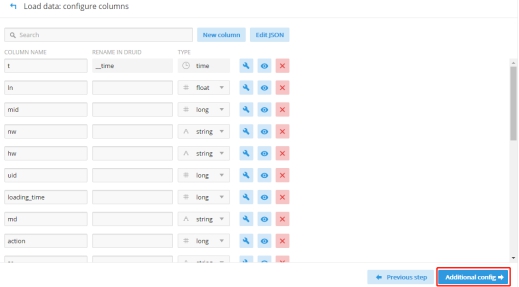 Load data: configure columns
Search
New column
Edit JSON
COLUMN NAME RENAME IN DRUID TYPE
t __time time
ln float
mid long
nw string
hw string
uid long
loading_time long
md string
action long
Previous step
Additional config